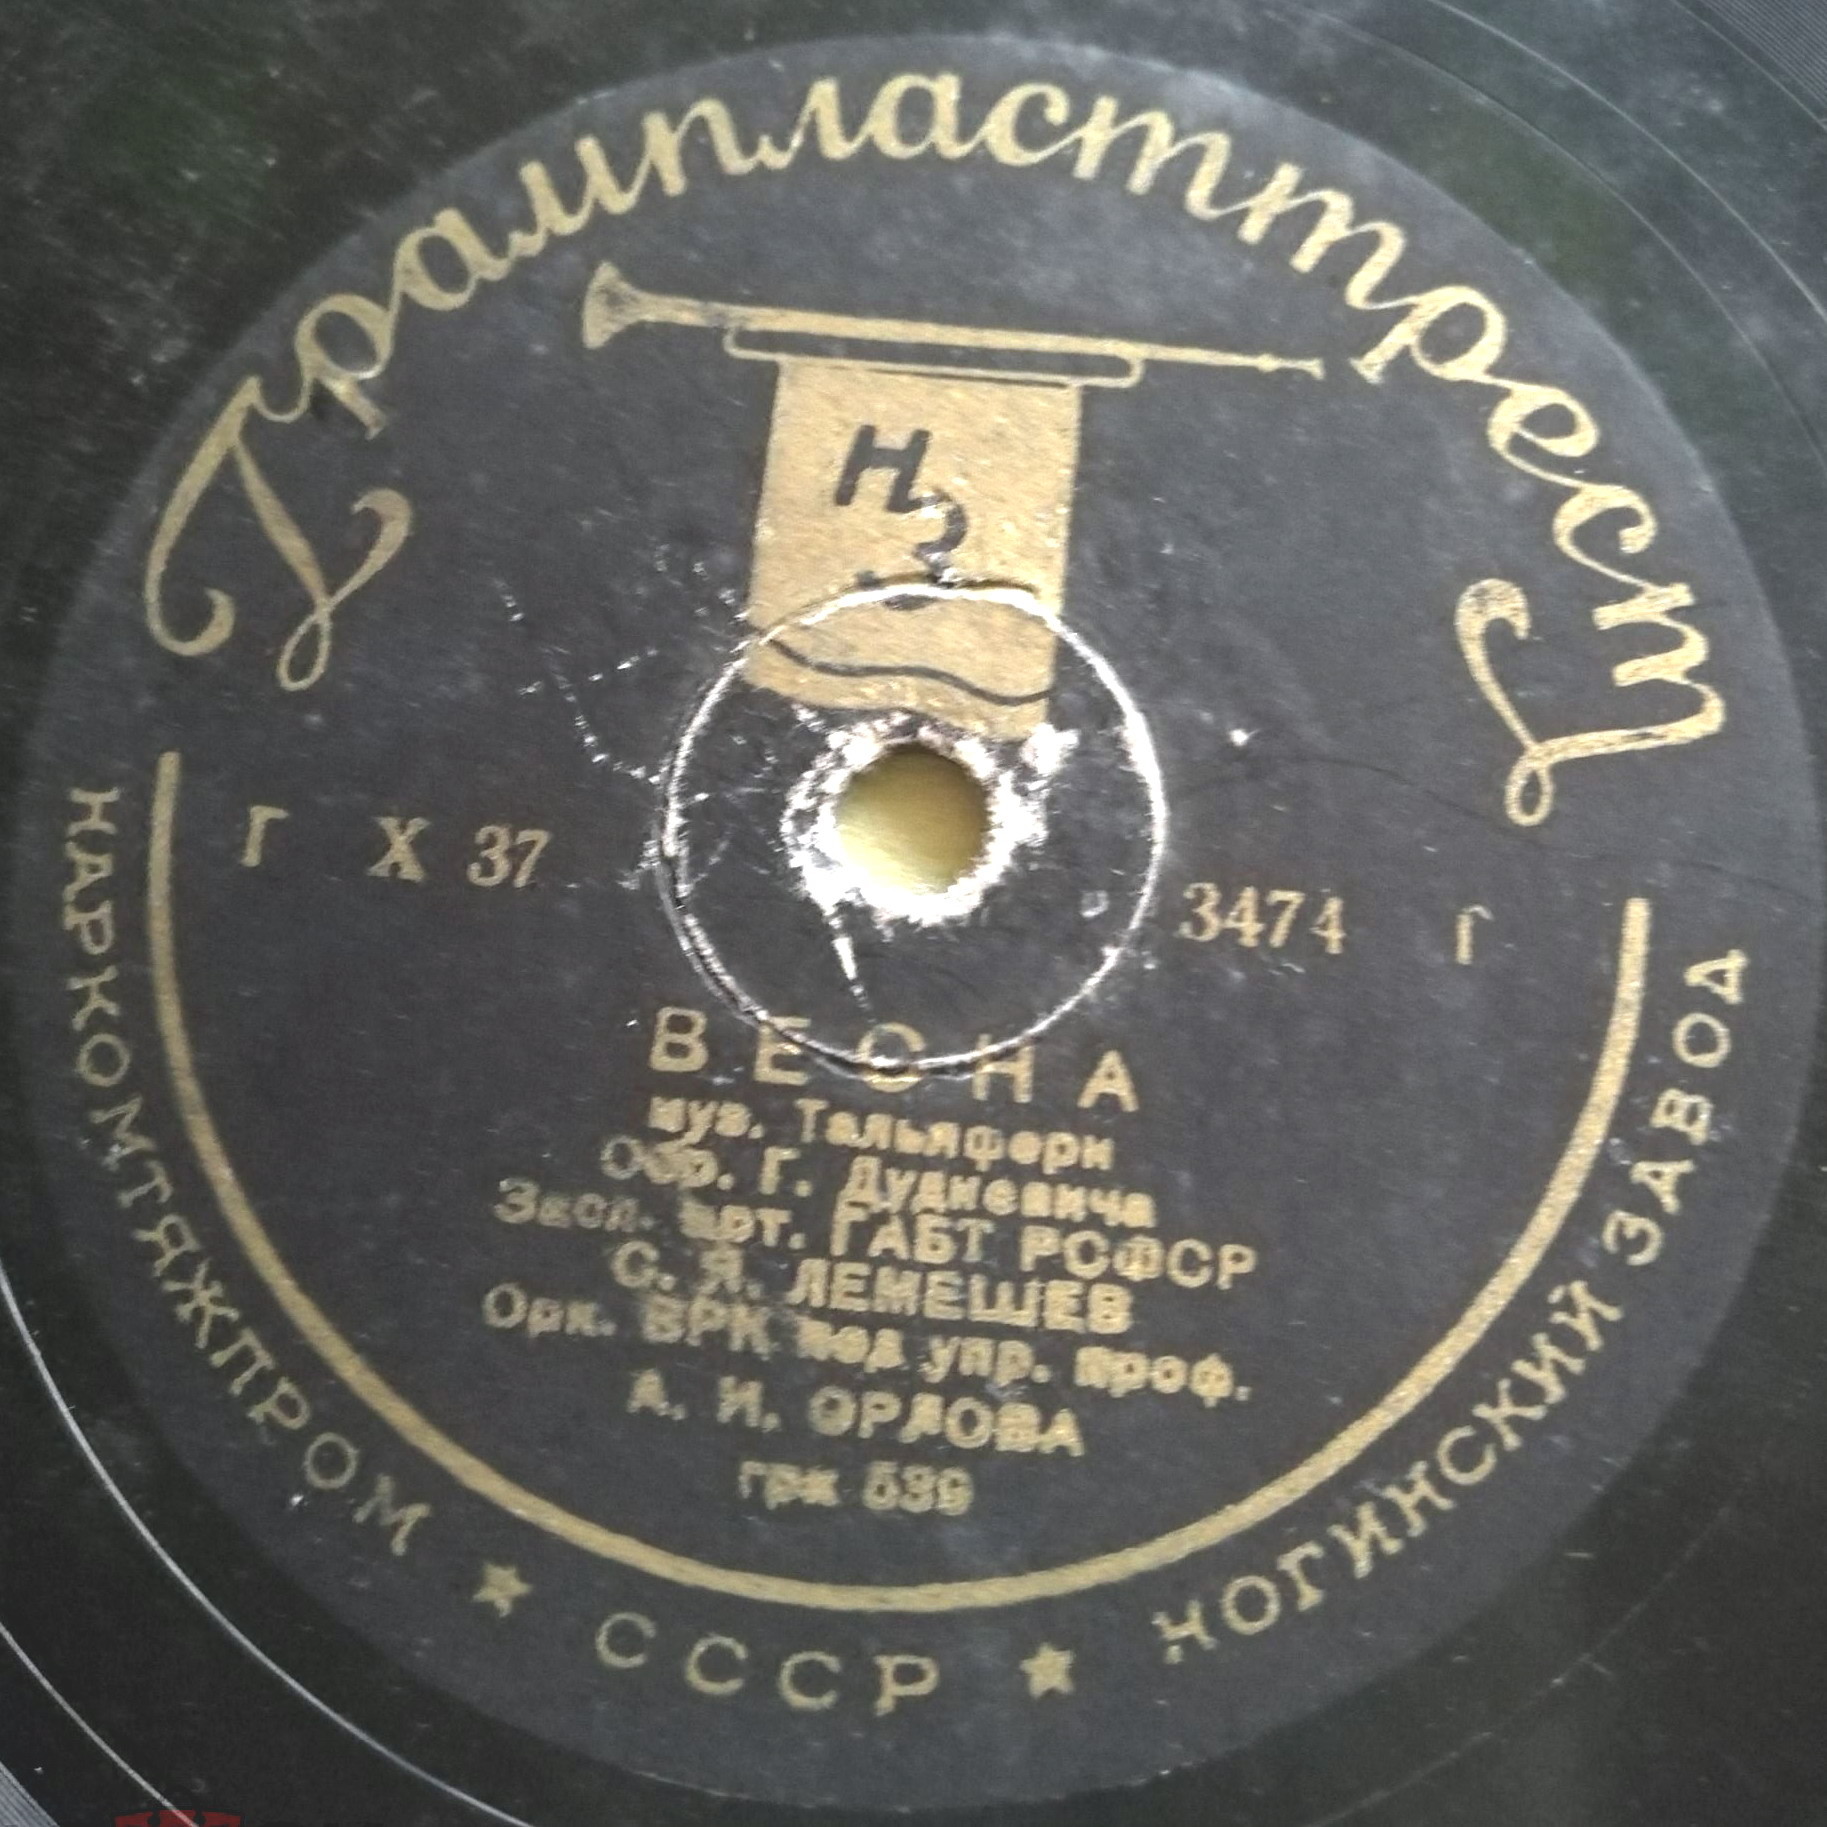 Грампласттрест
НЗ
Г Х 37
3474 Г
ВЕСНА
муз. Тальяфери
Обр. Г. Дудкевича
Засл. арт. ГАБТ РСФСР
С. Я. ЛЕМЕШЕВ
Орк. ВРК под упр. проф.
А. И. ОРЛОВА
грк 539
НАРКОМТЯЖПРОМ ★ СССР ★ НОГИНСКИЙ ЗАВОД